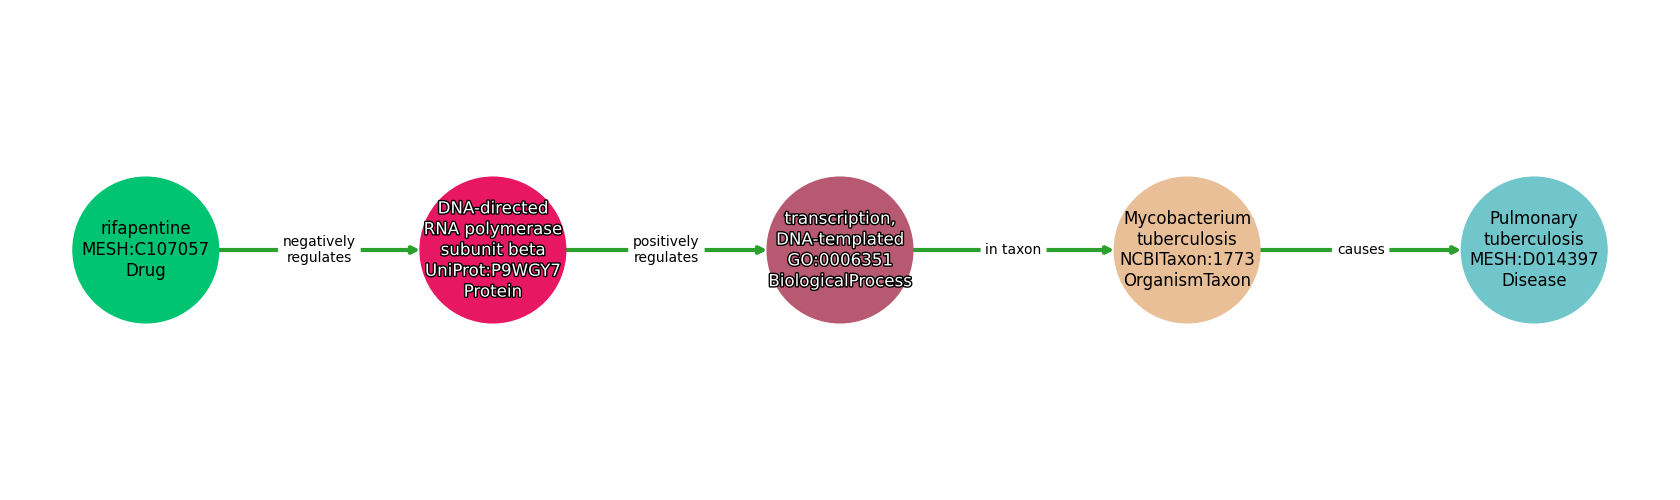 rifapentine
MESH:C107057
Drug
negatively
regulates
DNA-directed
RNA polymerase
subunit beta
UniProt:P9WGY7
Protein
positively
regulates
transcription,
DNA-templated
GO:0006351
BiologicalProcess
in taxon
Mycobacterium
tuberculosis
NCBITaxon:1773
OrganismTaxon
causes
Pulmonary
tuberculosis
MESH:D014397
Disease